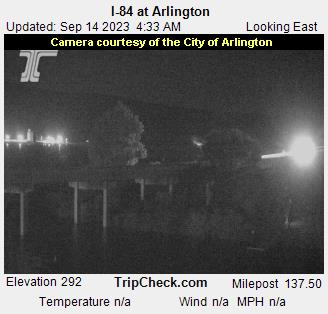 I-84 at Arlington
Updated: Sep 14 2023 4:33 AM Looking East
Camera courtesy of the City of Arlington
Elevation 292 TripCheck.com Milepost 137.50
Temperature n/a Wind n/a MPH n/a